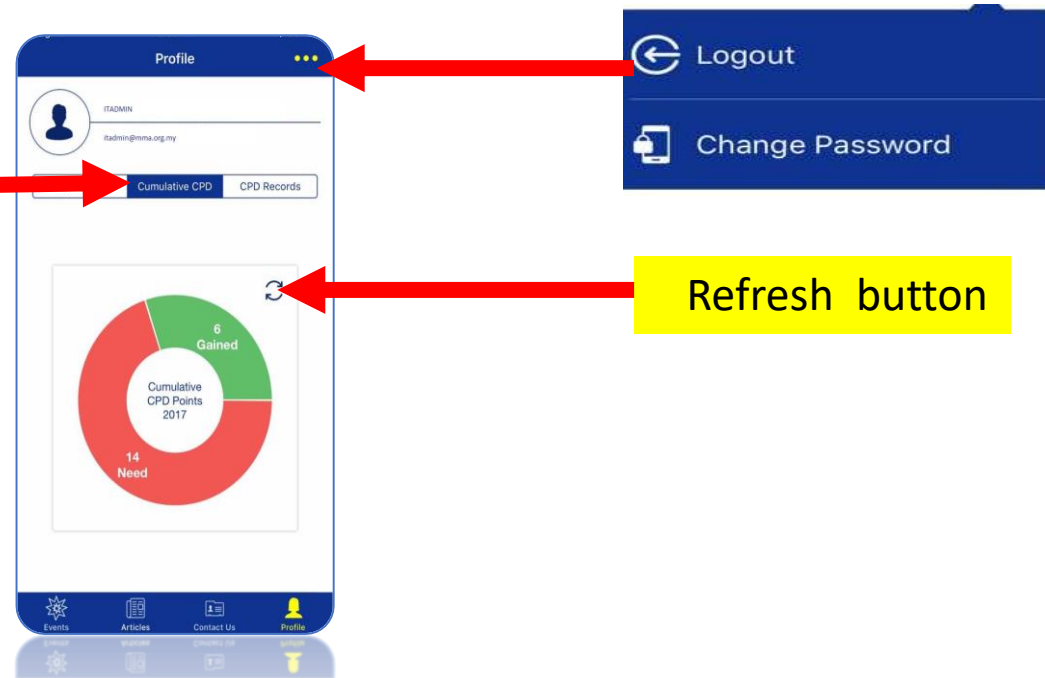 Profile
ITADMIN
itadmin@mma.org.my
Cumulative CPD
CPD Records
6
Gained
Cumulative
CPD Points
2017
14
Need
Events
Articles
Contact Us
Profile
Logout
Change Password
Refresh button